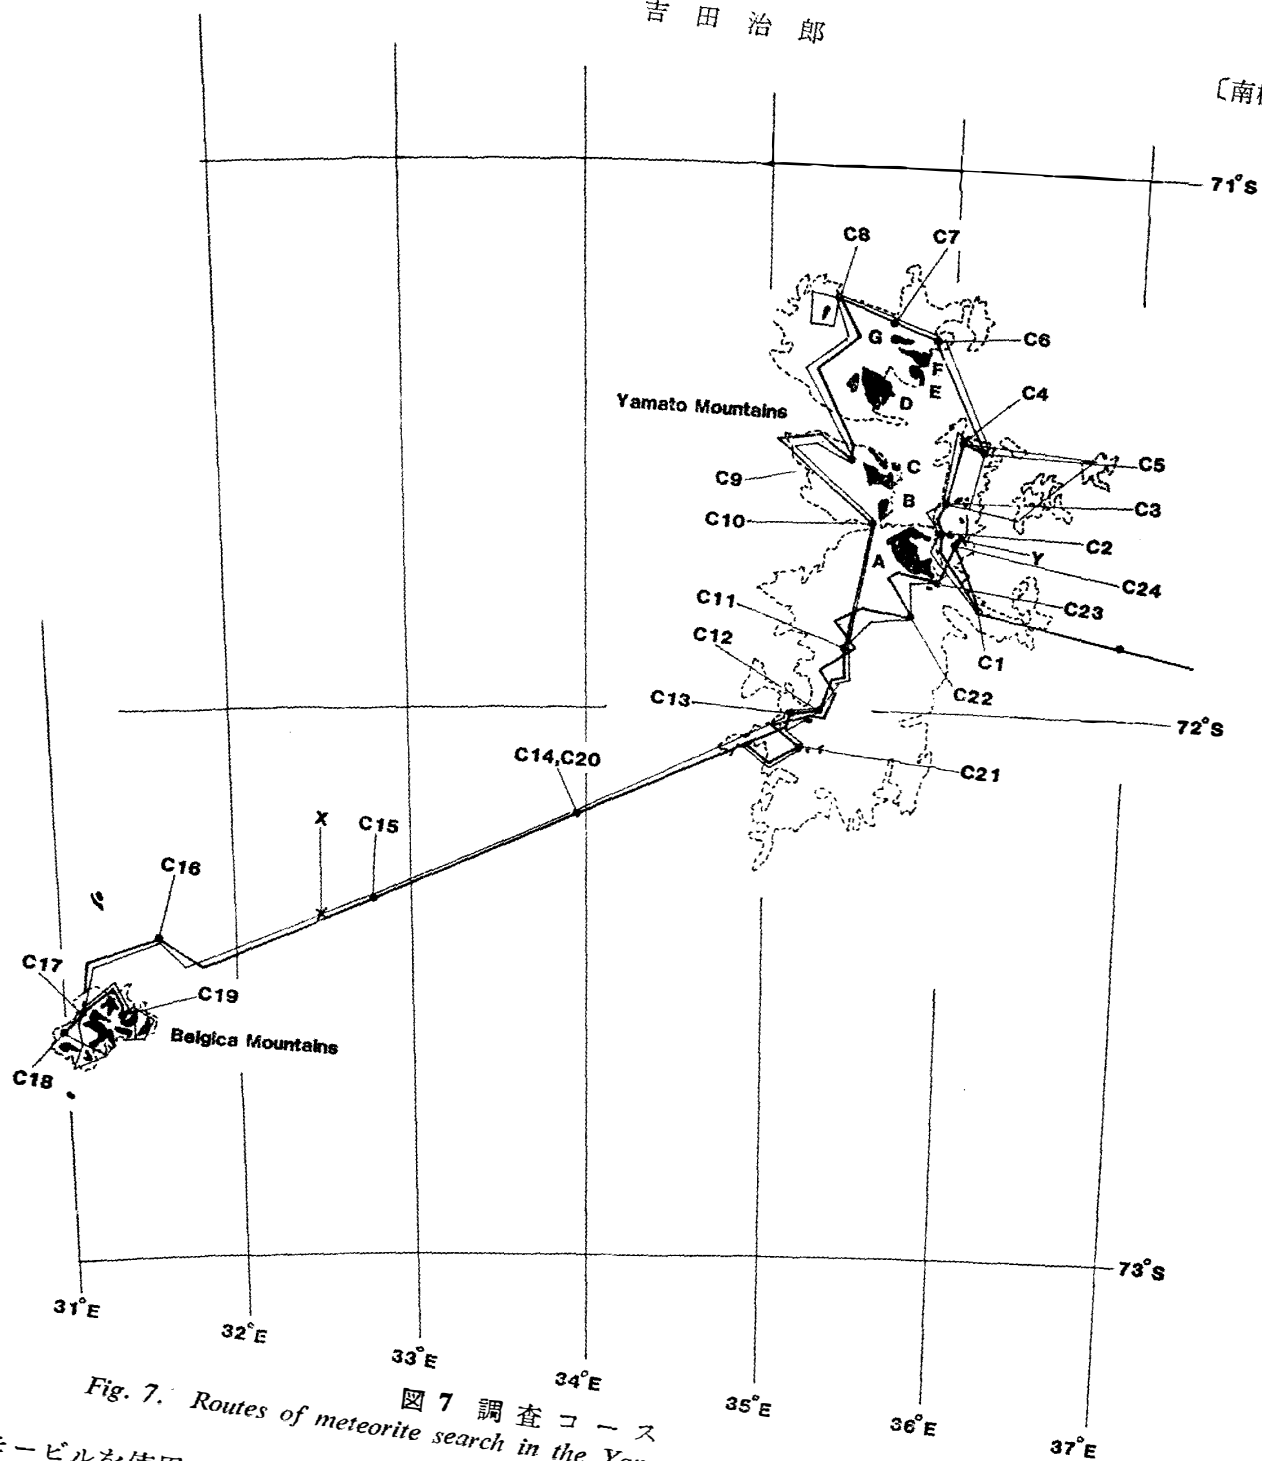 吉田治郎
〔南
71°S
C8
C7
G
C6
F
E
Yamato Mountains
D
C4
C
C5
C9
B
C3
C10
C2
A
Y
C24
C11
C23
C12
C1
C13
C22
72°S
C14,C20
C21
X
C15
X
C16
C17
C19
Belgica Mountains
C18
73°S
31°E
32°E
33°E
34°E
35°E
36°E
37°E
図7 調査コース
Fig. 7. Routes of meteorite search in the
モービルを使用